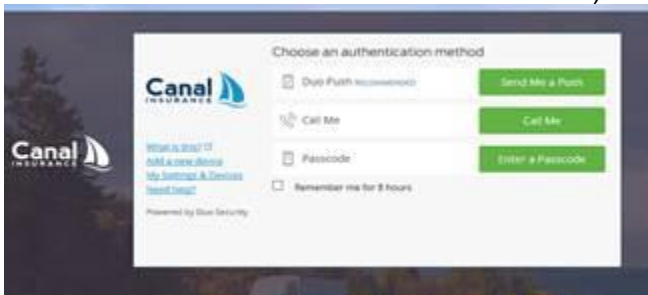 Choose an authentication method
Canal
INSURANCE
Duo Push RECOMMENDED
Send Me a Push
Call Me
Call Me
Passcode
Enter a Passcode
Remember me for 8 hours
What is this?
Add a new device
My Settings & Devices
Need help?
Powered by Duo Security
Canal
INSURANCE